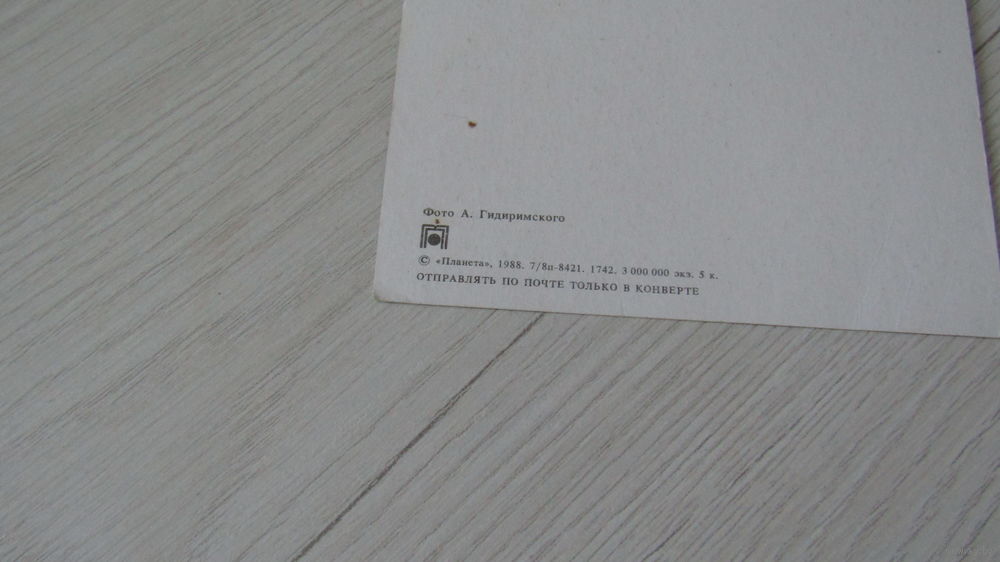 Фото А. Гидиримского
© «Планета», 1988. 7/8п-8421. 1742. 3 000 000 экз. 5 к.
ОТПРАВЛЯТЬ ПО ПОЧТЕ ТОЛЬКО В КОНВЕРТЕ